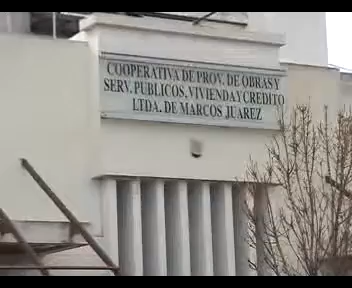 COOPERATIVA DE PROV. DE OBRAS Y
SERV. PUBLICOS, VIVIENDA Y CREDITO
LTDA. DE MARCOS JUAREZ